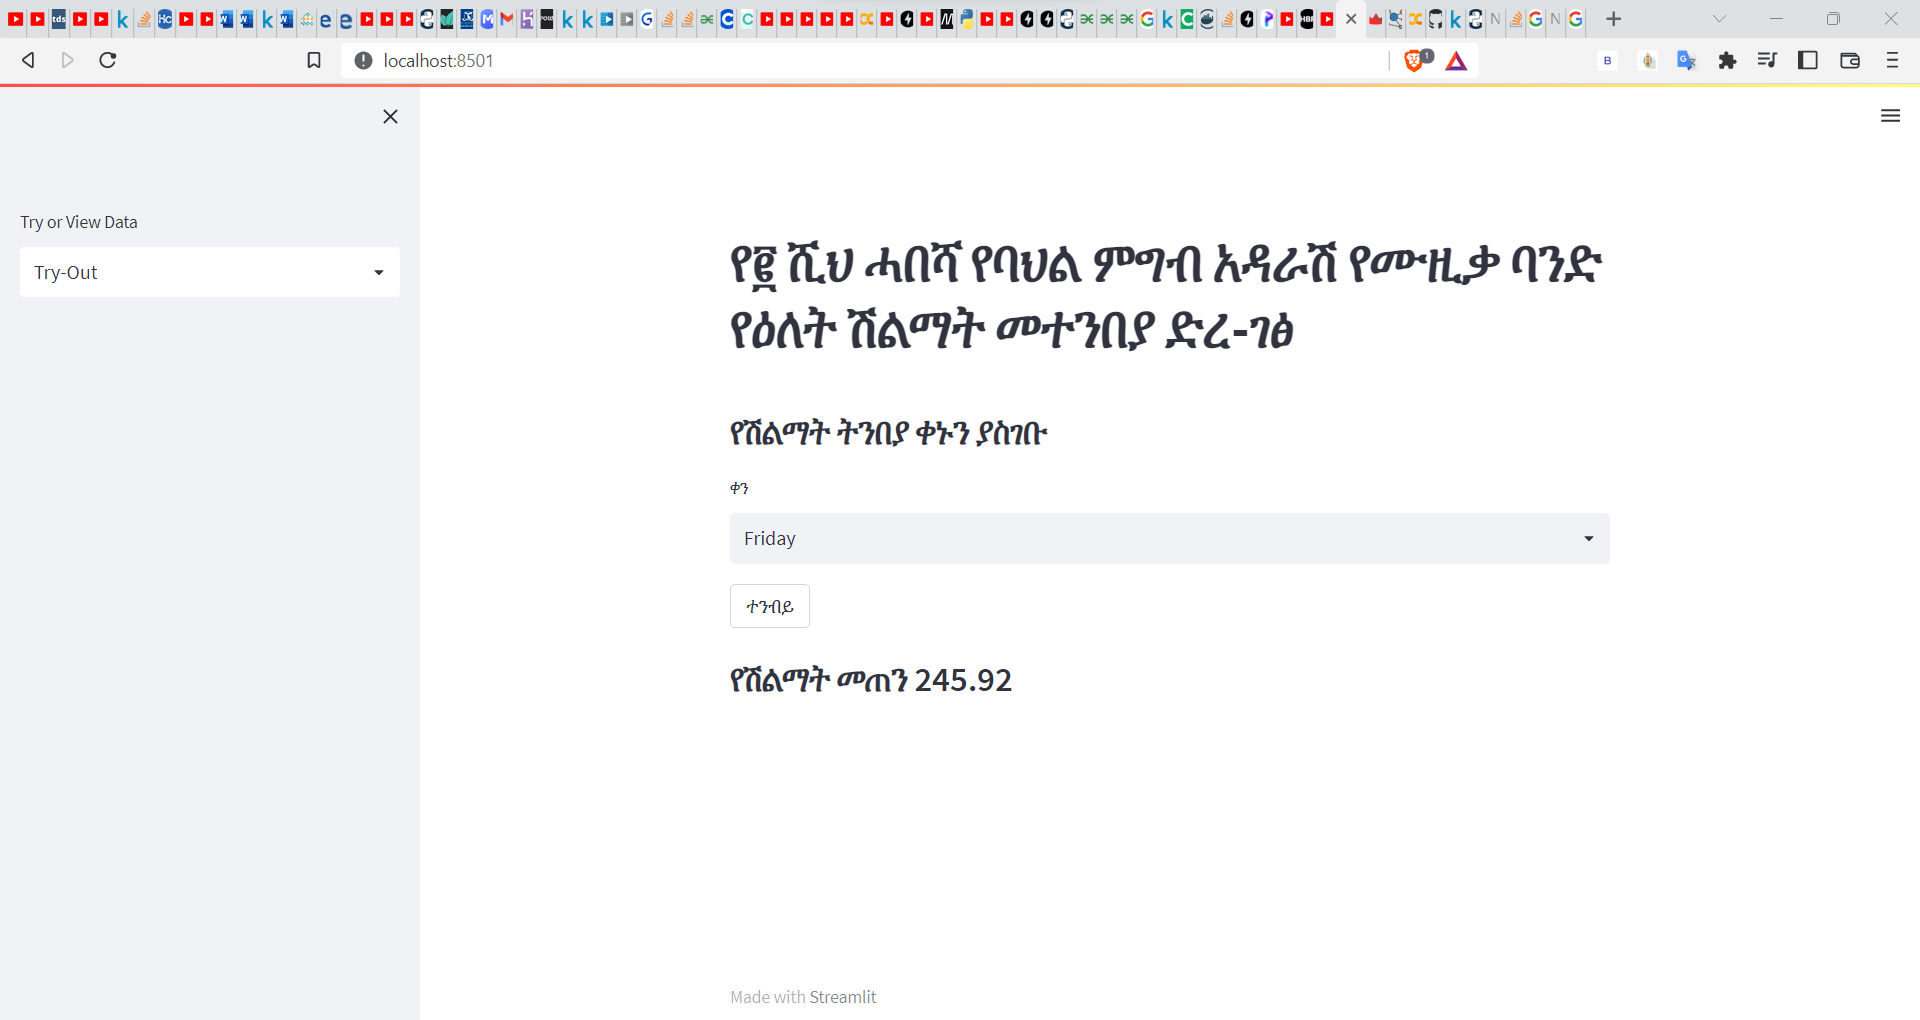 localhost:8501
Try or View Data
Try-Out
የ፪ ሺህ ሓበሻ የባህል ምግብ አዳራሽ የሙዚቃ ባንድ
የዕለት ሽልማት መተንበያ ድረ-ገፅ
የሽልማት ትንበያ ቀኑን ያስገቡ
ቀን
Friday
ተንብይ
የሽልማት መጠን 245.92
Made with Streamlit